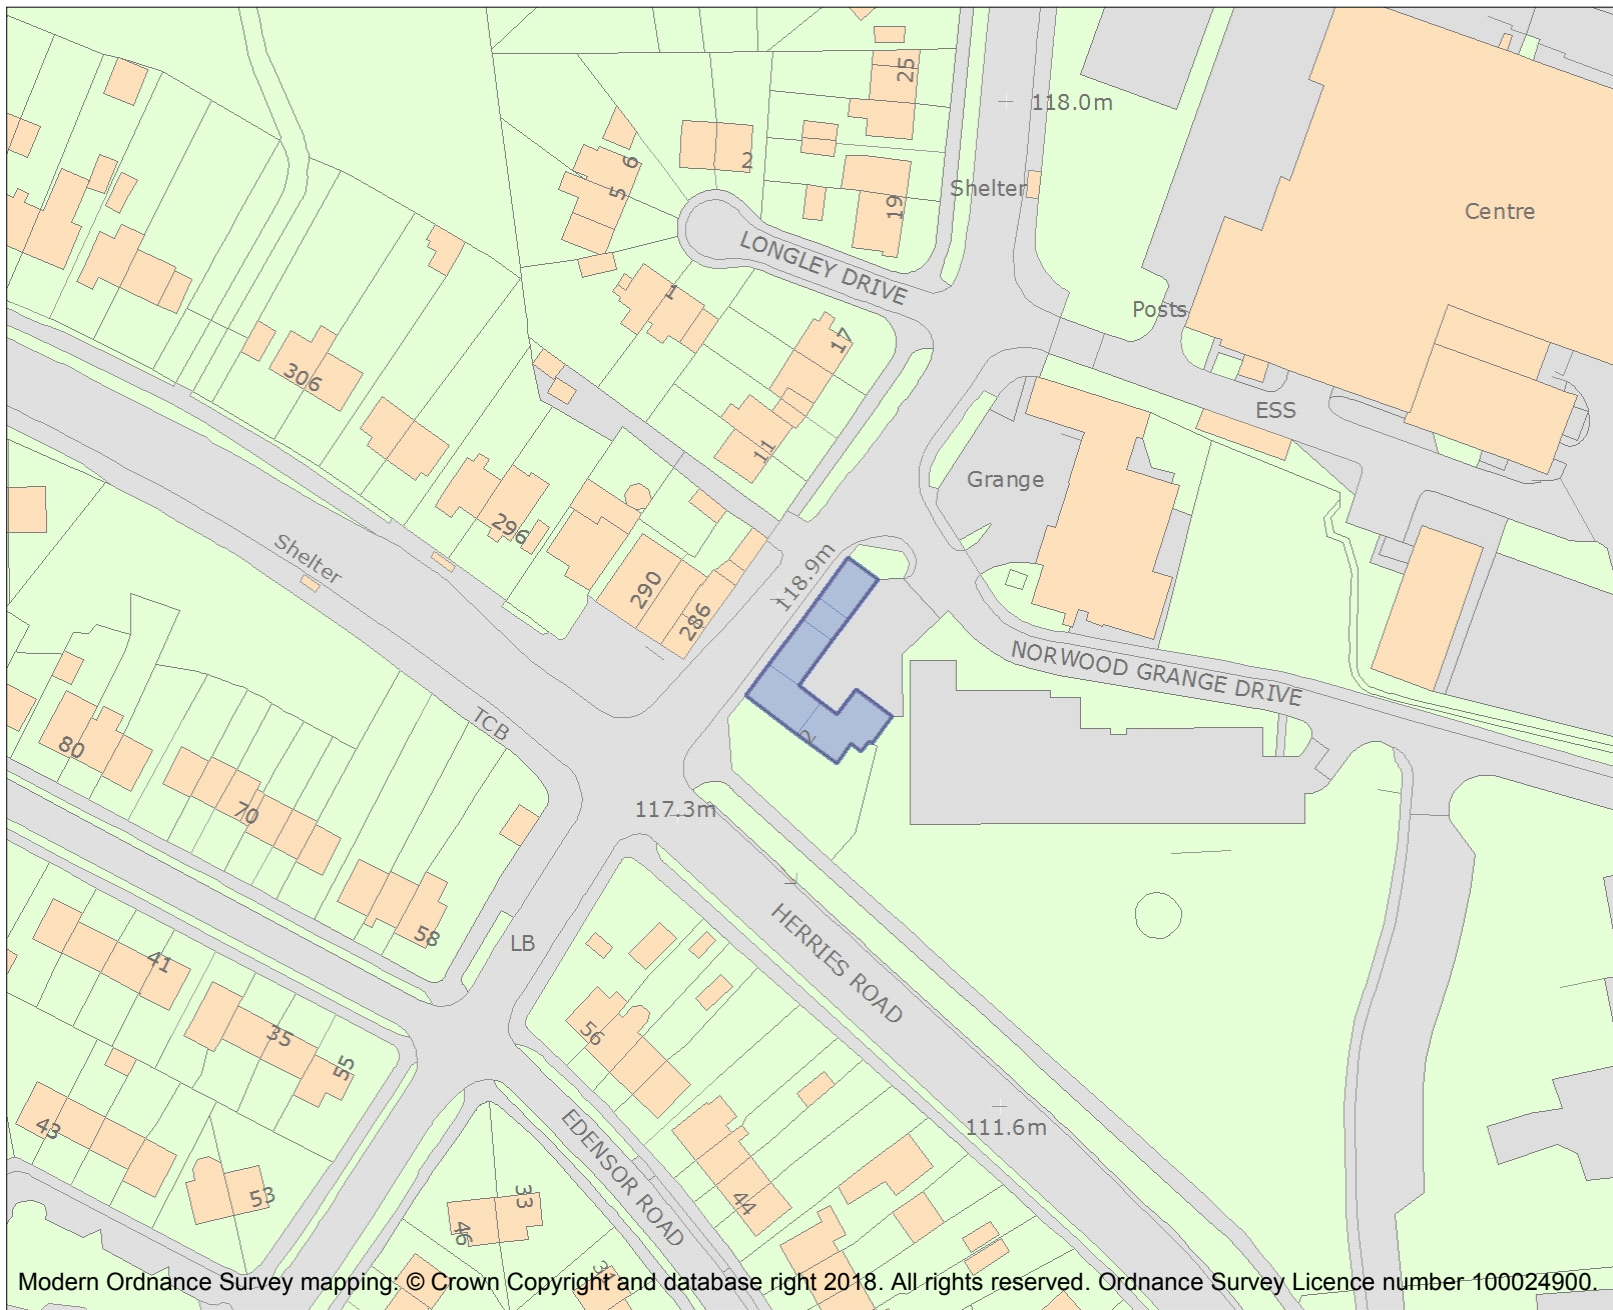 25
118.0m
6
2
5
Shelter
19
Centre
LONGLEY DRIVE
1
Posts
17
306
ESS
11
Grange
296
Shelter
118.9m
290
286
NORWOOD GRANGE DRIVE
TCB
2
80
70
117.3m
58
LB
HERRIES ROAD
41
56
35
55
43
111.6m
EDENSOR ROAD
53
33
44
46
34
Modern Ordnance Survey mapping: © Crown Copyright and database right 2018. All rights reserved. Ordnance Survey Licence number 100024900.